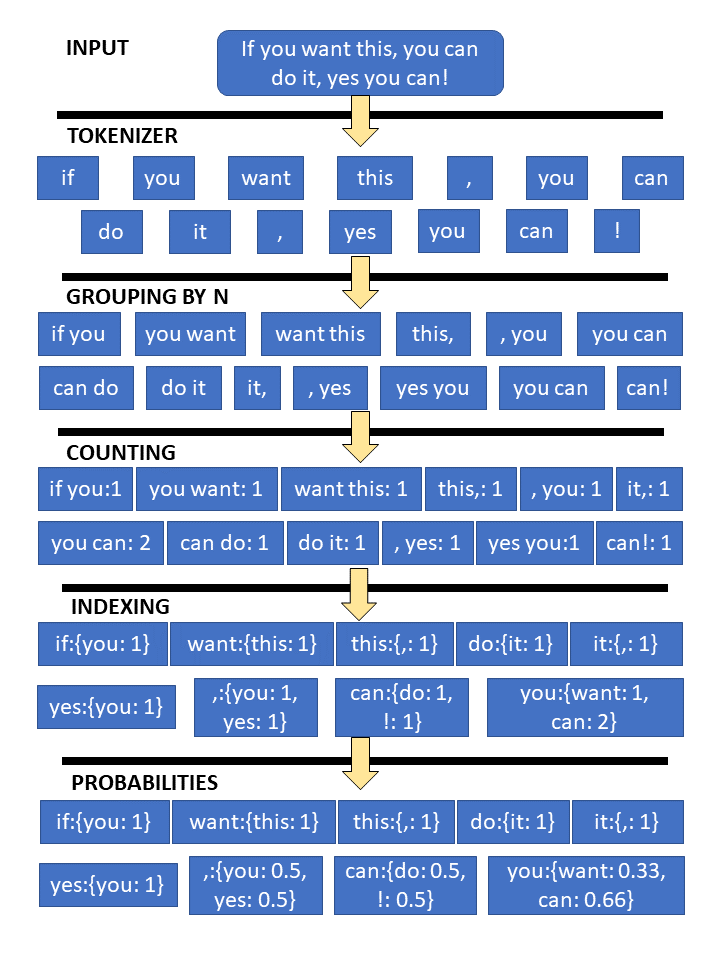 INPUT
If you want this, you can
do it, yes you can!
TOKENIZER
if you want this , you can
do it , yes you can !
GROUPING BY N
if you you want want this this, , you you can
can do do it it, , yes yes you you can can!
COUNTING
if you:1 you want: 1 want this: 1 this,: 1 , you: 1 it,: 1
you can: 2 can do: 1 do it: 1 , yes: 1 yes you:1 can!: 1
INDEXING
if:{you: 1} want:{this: 1} this:{,: 1} do:{it: 1} it:{,: 1}
yes:{you: 1}
,:{you: 1,
yes: 1}
can:{do: 1,
!: 1}
you:{want: 1,
can: 2}
PROBABILITIES
if:{you: 1} want:{this: 1} this:{,: 1} do:{it: 1} it:{,: 1}
yes:{you: 1}
,:{you: 0.5,
yes: 0.5}
can:{do: 0.5,
!: 0.5}
you:{want: 0.33,
can: 0.66}